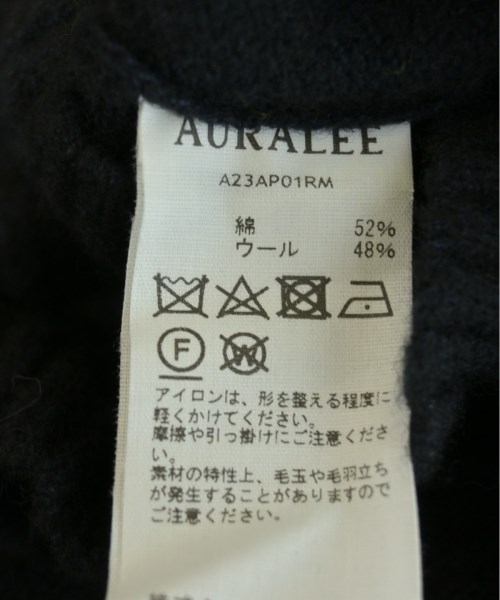 AURALEE
A23AP01RM
綿 52%
ウール 48%
F W
アイロンは、形を整える程度に
軽くかけてください。
摩擦や引っ掛けにご注意くださ
い。
素材の特性上、毛玉や毛羽立ち
が発生することがありますので
ご注意ください。